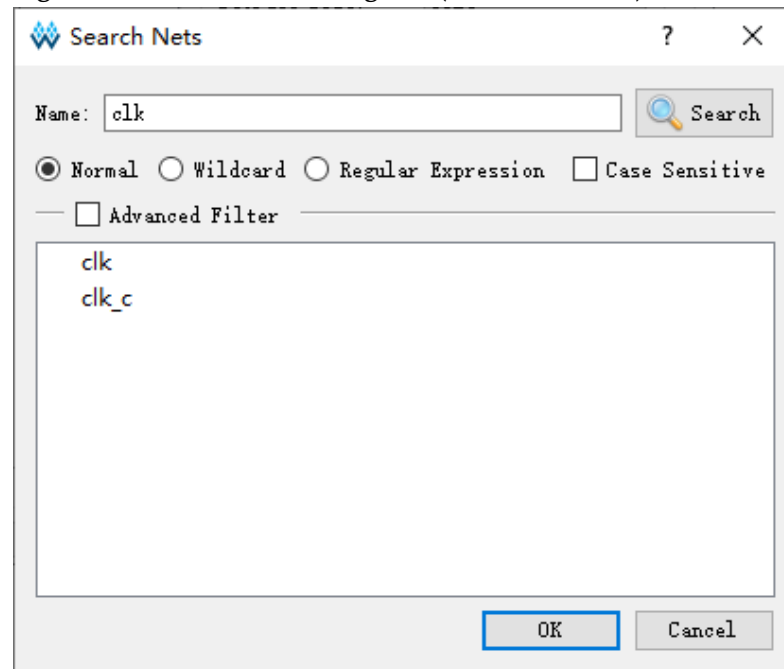 Search Nets ? ×
Name: clk Search
Normal Wildcard Regular Expression Case Sensitive
Advanced Filter
clk
clk_c
OK Cancel